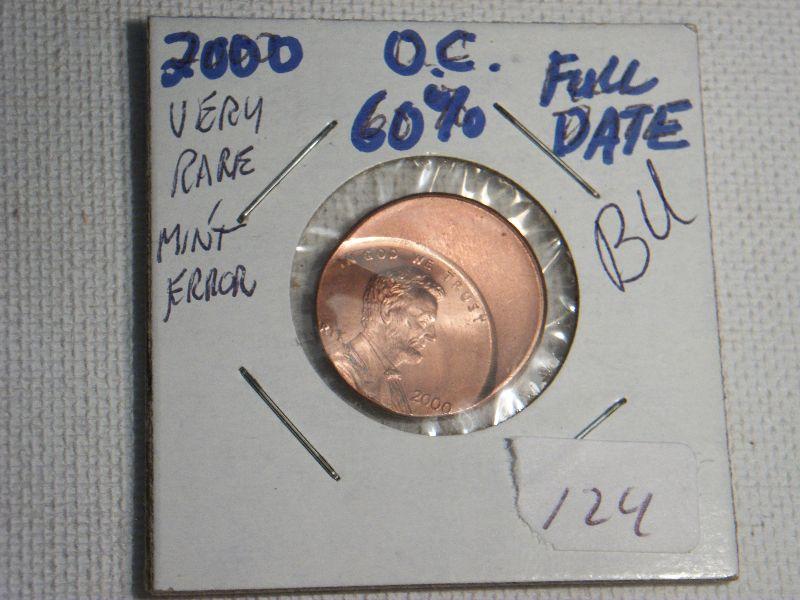 2000
O.C.
60%
FULL
DATE
VERY
RARE
MINT
ERROR
BU
IN GOD WE TRUST
2000
124